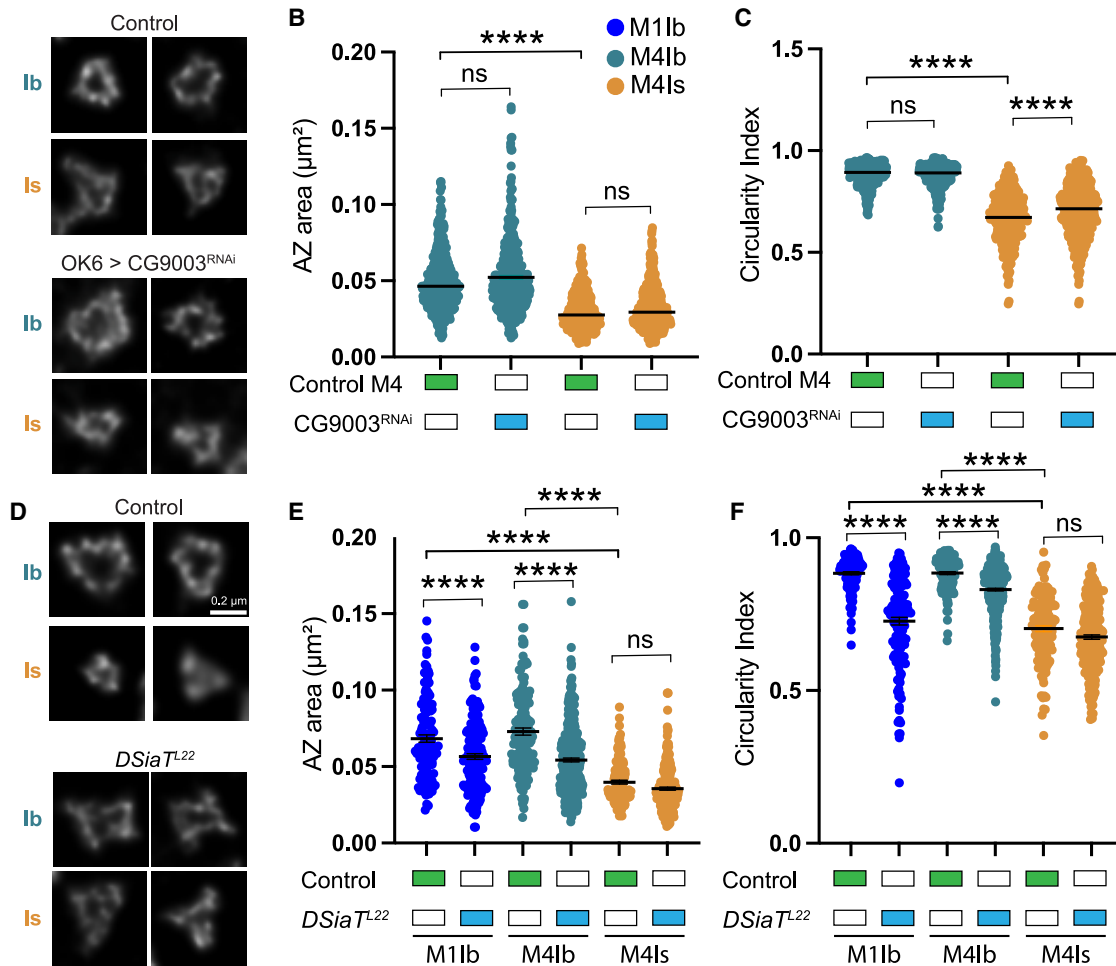 Control
Ib
Is
OK6 > CG9003RNAi
Ib
Is
B
AZ area (µm²)
0.20
0.15
0.10
0.05
0.00
**** 
ns
ns
M1Ib
M4Ib
M4Is
Control M4
CG9003RNAi
C
Circularity Index
1.5
1.0
0.5
0.0
****
ns
****
Control M4
CG9003RNAi
D
Control
Ib
0.2 µm
Is
DSiaTL22
Ib
Is
E
AZ area (µm²)
0.20
0.15
0.10
0.05
0.00
****
****
****
****
ns
Control
DSiaTL22
M1Ib M4Ib M4Is
F
Circularity Index
1.0
0.5
0.0
****
****
****
****
ns
Control
DSiaTL22
M1Ib M4Ib M4Is